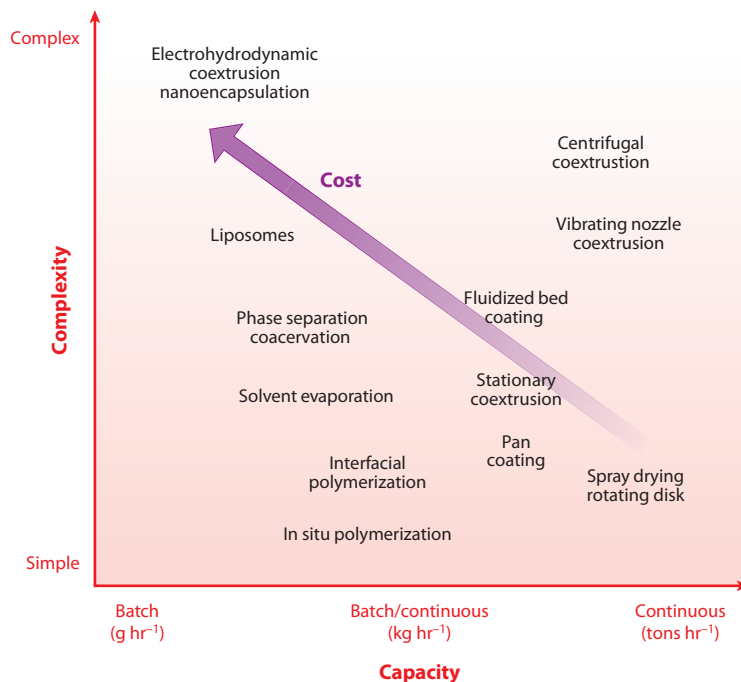 Complex
Electrohydrodynamic
coextrusion
nanoencapsulation
Centrifugal
coextrustion
Cost
Liposomes
Vibrating nozzle
coextrusion
Fluidized bed
coating
Phase separation
coacervation
Complexity
Solvent evaporation
Stationary
coextrusion
Pan
coating
Interfacial
polymerization
Spray drying
rotating disk
In situ polymerization
Simple
Batch
(g hr⁻¹)
Batch/continuous
(kg hr⁻¹)
Continuous
(tons hr⁻¹)
Capacity